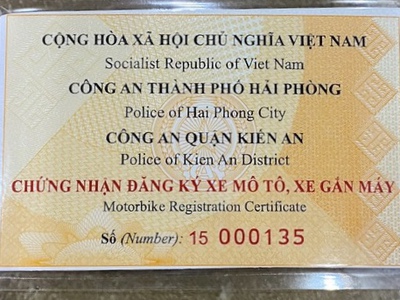 CỘNG HÒA XÃ HỘI CHỦ NGHĨA VIỆT NAM
Socialist Republic of Viet Nam
CÔNG AN THÀNH PHỐ HẢI PHÒNG
Police of Hai Phong City
CÔNG AN QUẬN KIẾN AN
Police of Kien An District
CHỨNG NHẬN ĐĂNG KÝ XE MÔ TÔ, XE GẮN MÁY
Motorbike Registration Certificate
Số (Number): 15 000135